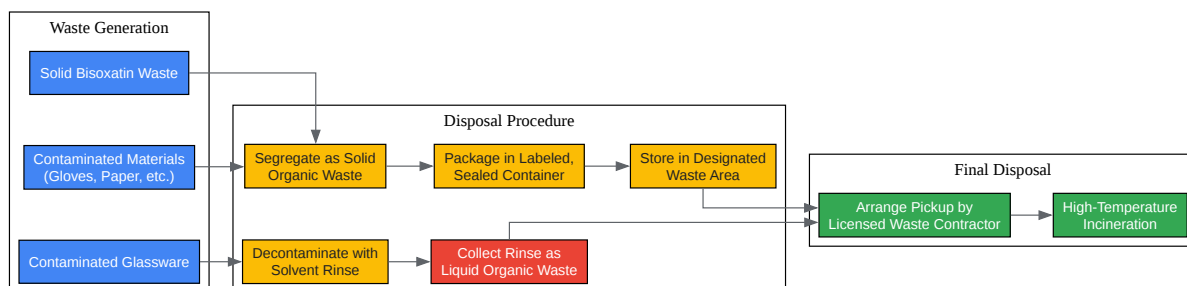 Waste Generation
Solid Bisoxatin Waste
Contaminated Materials
(Gloves, Paper, etc.)
Contaminated Glassware
Disposal Procedure
Segregate as Solid
Organic Waste
Package in Labeled,
Sealed Container
Store in Designated
Waste Area
Decontaminate with
Solvent Rinse
Collect Rinse as
Liquid Organic Waste
Final Disposal
Arrange Pickup by
Licensed Waste Contractor
High-Temperature
Incineration